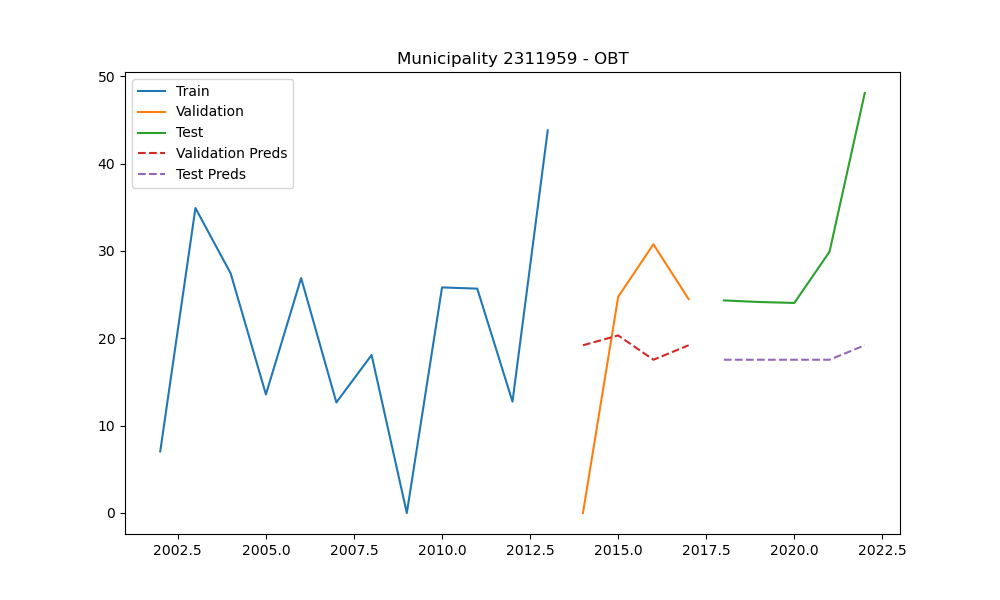 Municipality 2311959 - OBT
Train
Validation
Test
Validation Preds
Test Preds
50
40
30
20
10
0
2002.5 2005.0 2007.5 2010.0 2012.5 2015.0 2017.5 2020.0 2022.5